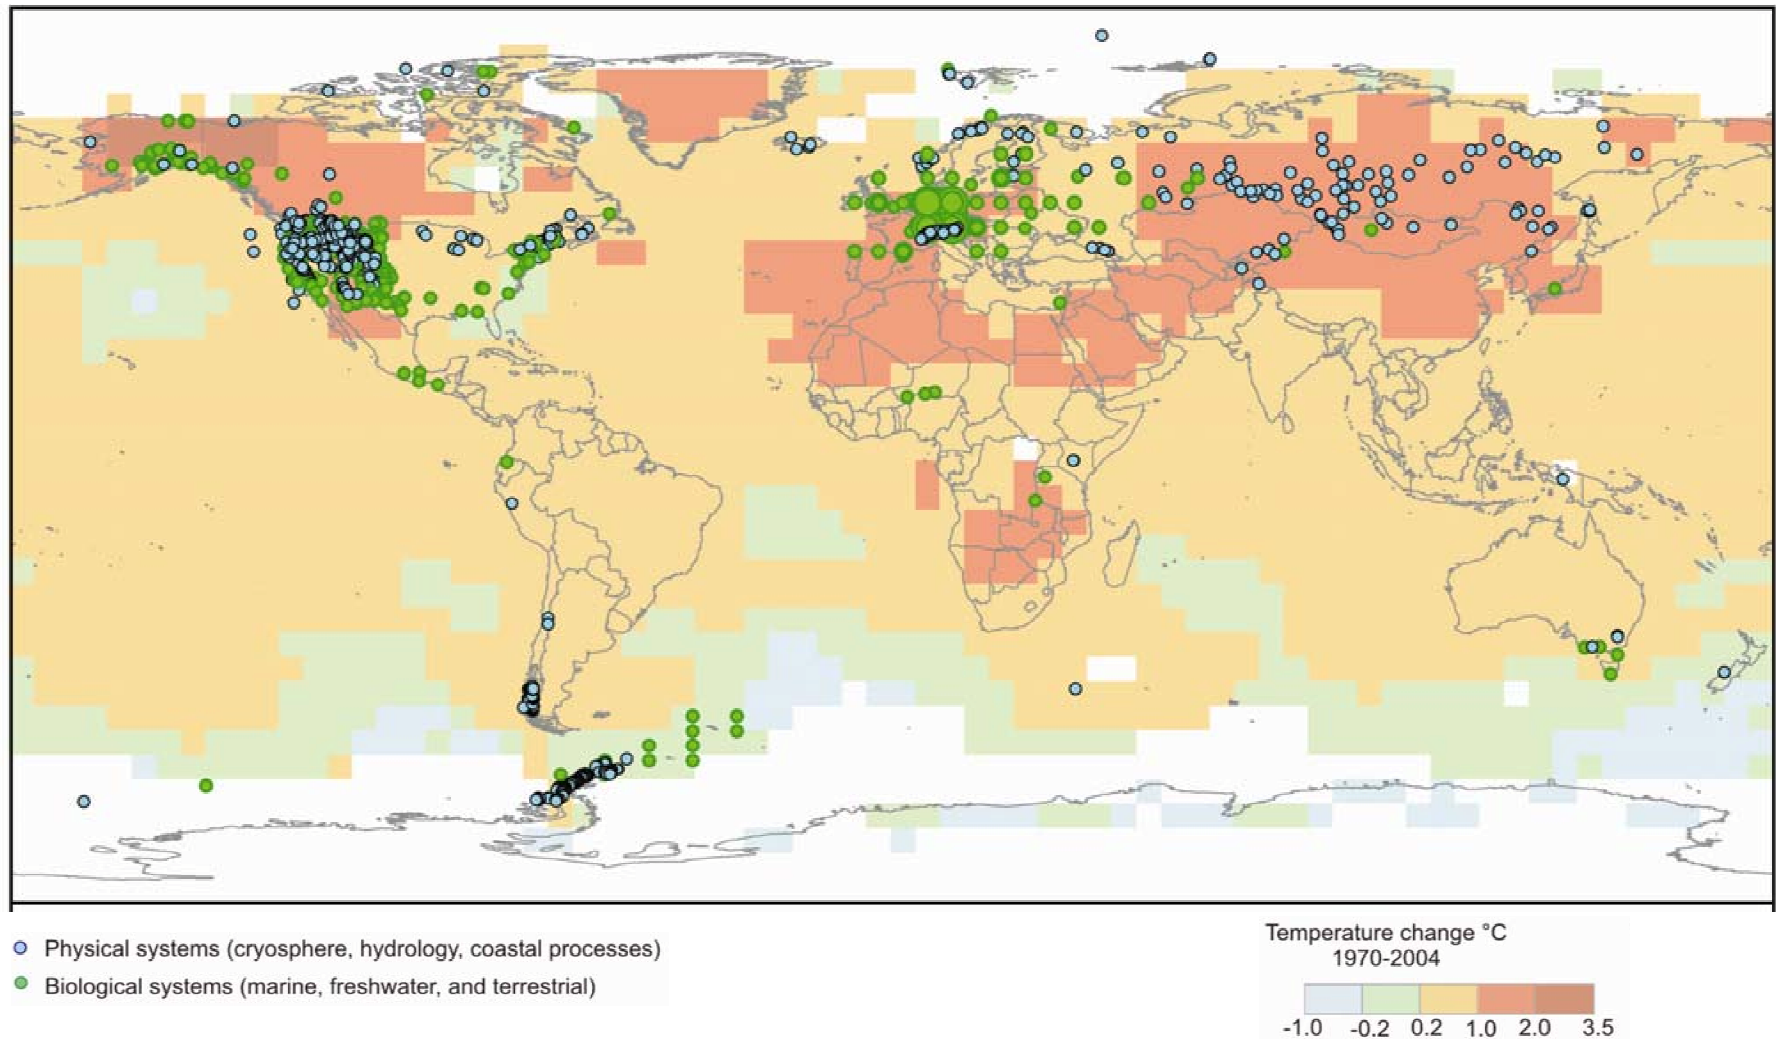 Physical systems (cryosphere, hydrology, coastal processes)
Biological systems (marine, freshwater, and terrestrial)
Temperature change °C
1970-2004
-1.0 -0.2 0.2 1.0 2.0 3.5